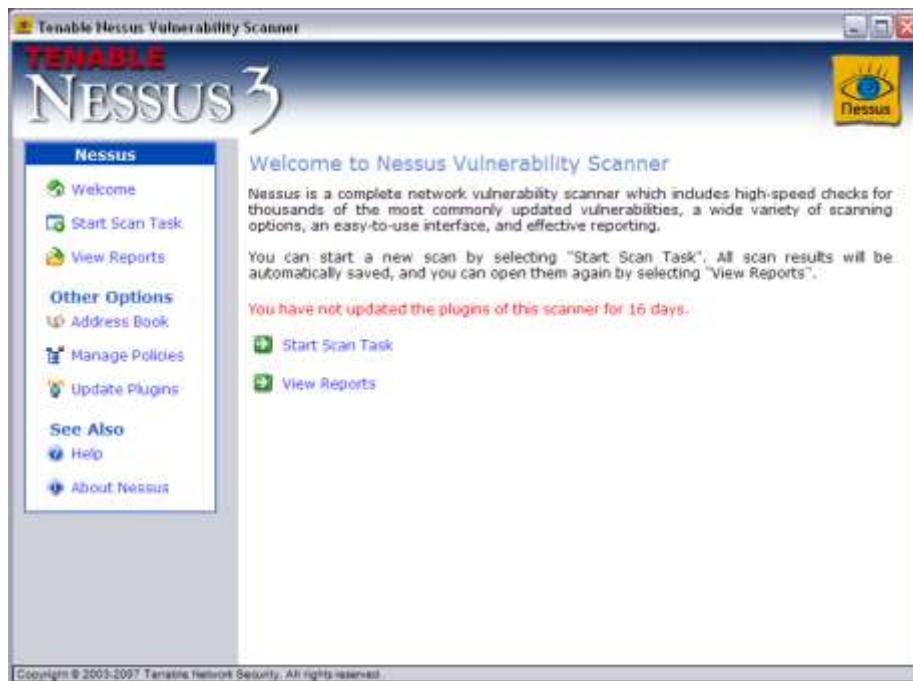 Tenable Nessus Vulnerability Scanner
TENABLE
NESSUS 3
Nessus
Nessus
Welcome
Start Scan Task
View Reports
Other Options
Address Book
Manage Policies
Update Plugins
See Also
Help
About Nessus
Welcome to Nessus Vulnerability Scanner
Nessus is a complete network vulnerability scanner which includes high-speed checks for
thousands of the most commonly updated vulnerabilities, a wide variety of scanning
options, an easy-to-use interface, and effective reporting.
You can start a new scan by selecting "Start Scan Task". All scan results will be
automatically saved, and you can open them again by selecting "View Reports".
You have not updated the plugins of this scanner for 16 days.
Start Scan Task
View Reports
Copyright © 2003-2007 Tenable Network Security. All rights reserved.